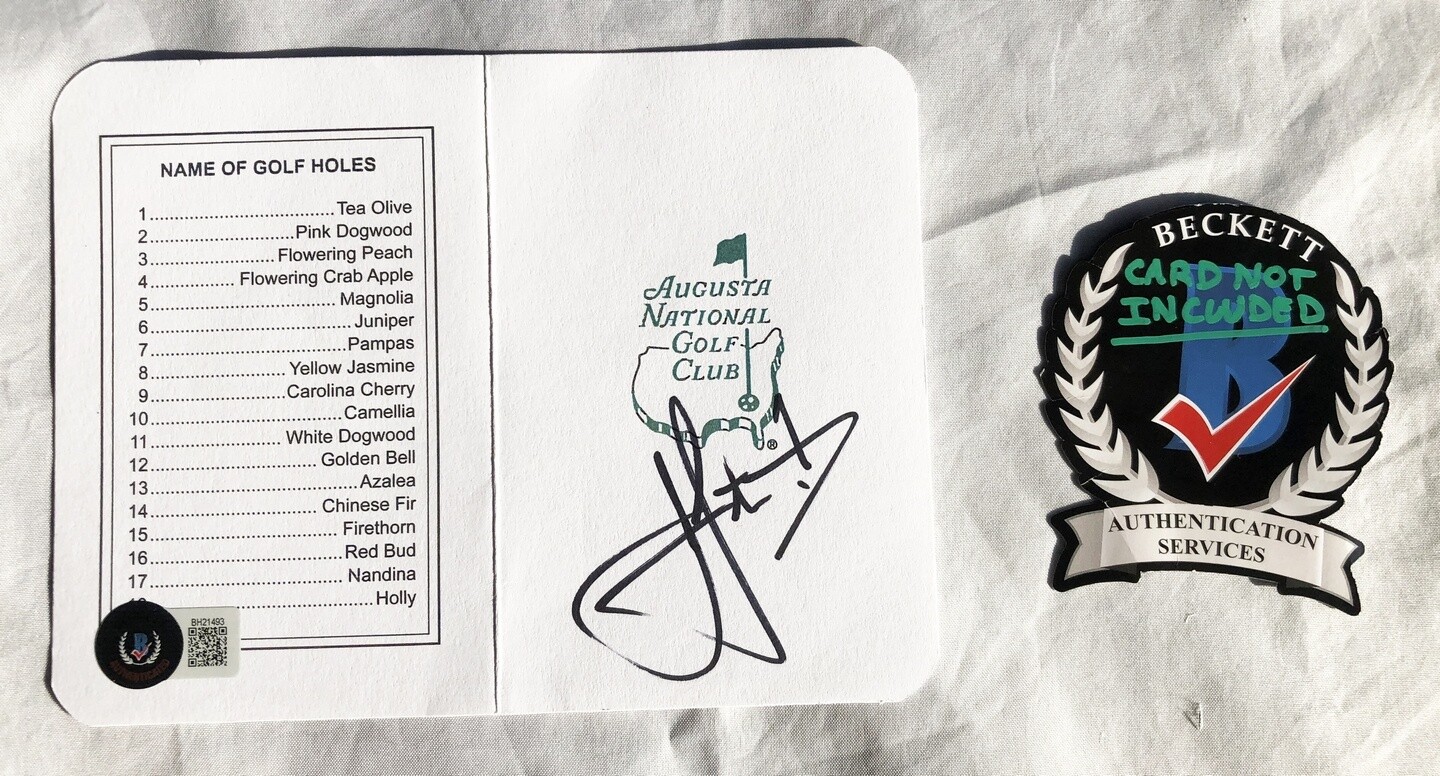 NAME OF GOLF HOLES
1.................................. Tea Olive
2...........................Pink Dogwood
3....................... Flowering Peach
4................ Flowering Crab Apple
5................................... Magnolia
6...................................... Juniper
7.....................................Pampas
8......................... Yellow Jasmine
9.........................Carolina Cherry
10................................... Camellia
11........................ White Dogwood
12............................... Golden Bell
13.......................................Azalea
14............................... Chinese Fir
15.................................. Firethorn
16.................................... Red Bud
17................................... Nandina
......................... Holly
BH21493
AUGUSTA
NATIONAL
GOLF
CLUB
®
BECKETT
CARD NOT
INCLUDED
B
AUTHENTICATION
SERVICES